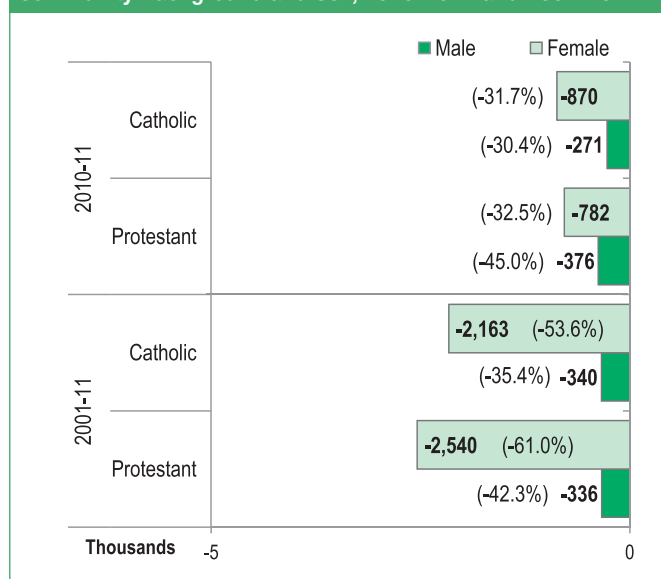 Male Female
2010-11
Catholic
(-31.7%) -870
(-30.4%) -271
Protestant
(-32.5%) -782
(-45.0%) -376
2001-11
Catholic
-2,163 (-53.6%)
(-35.4%) -340
Protestant
-2,540 (-61.0%)
(-42.3%) -336
Thousands -5 0